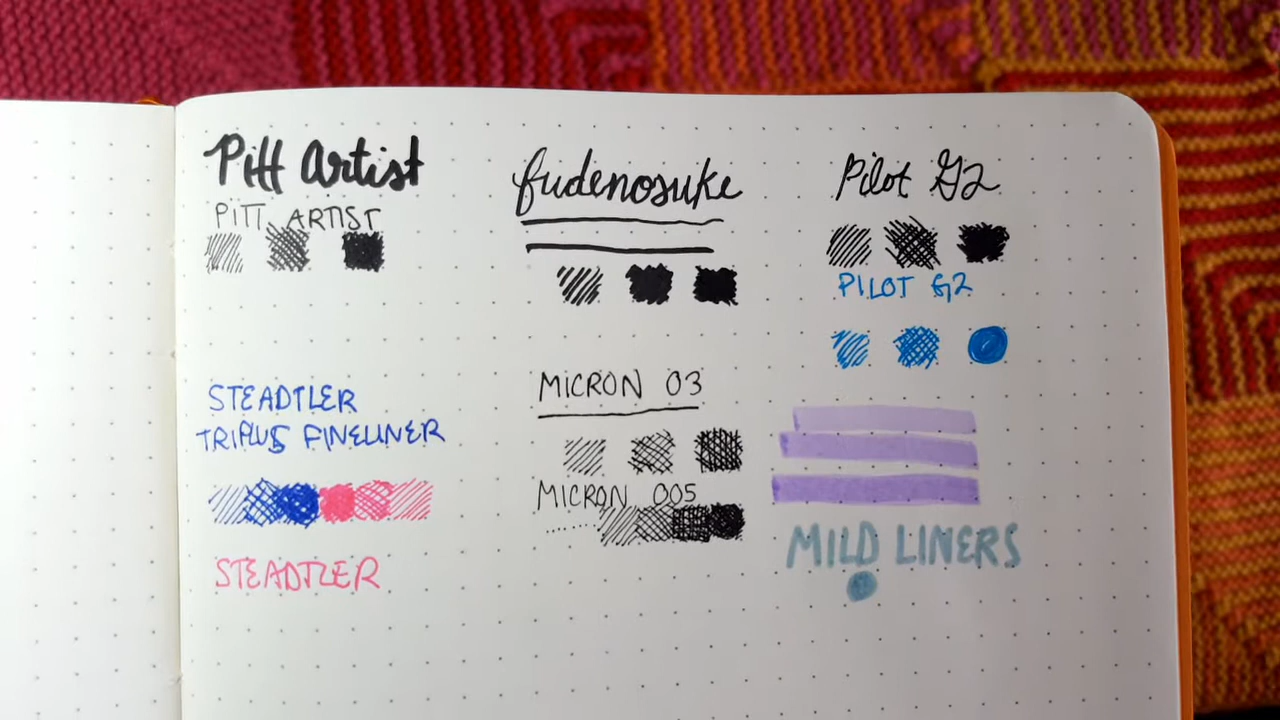 Pitt Artist
PITT ARTIST
fudenosuke
Pilot G2
PILOT G2
STEADTLER
TRIPLUS FINELINER
STEADTLER
MICRON 03
MICRON 005
MILD LINERS